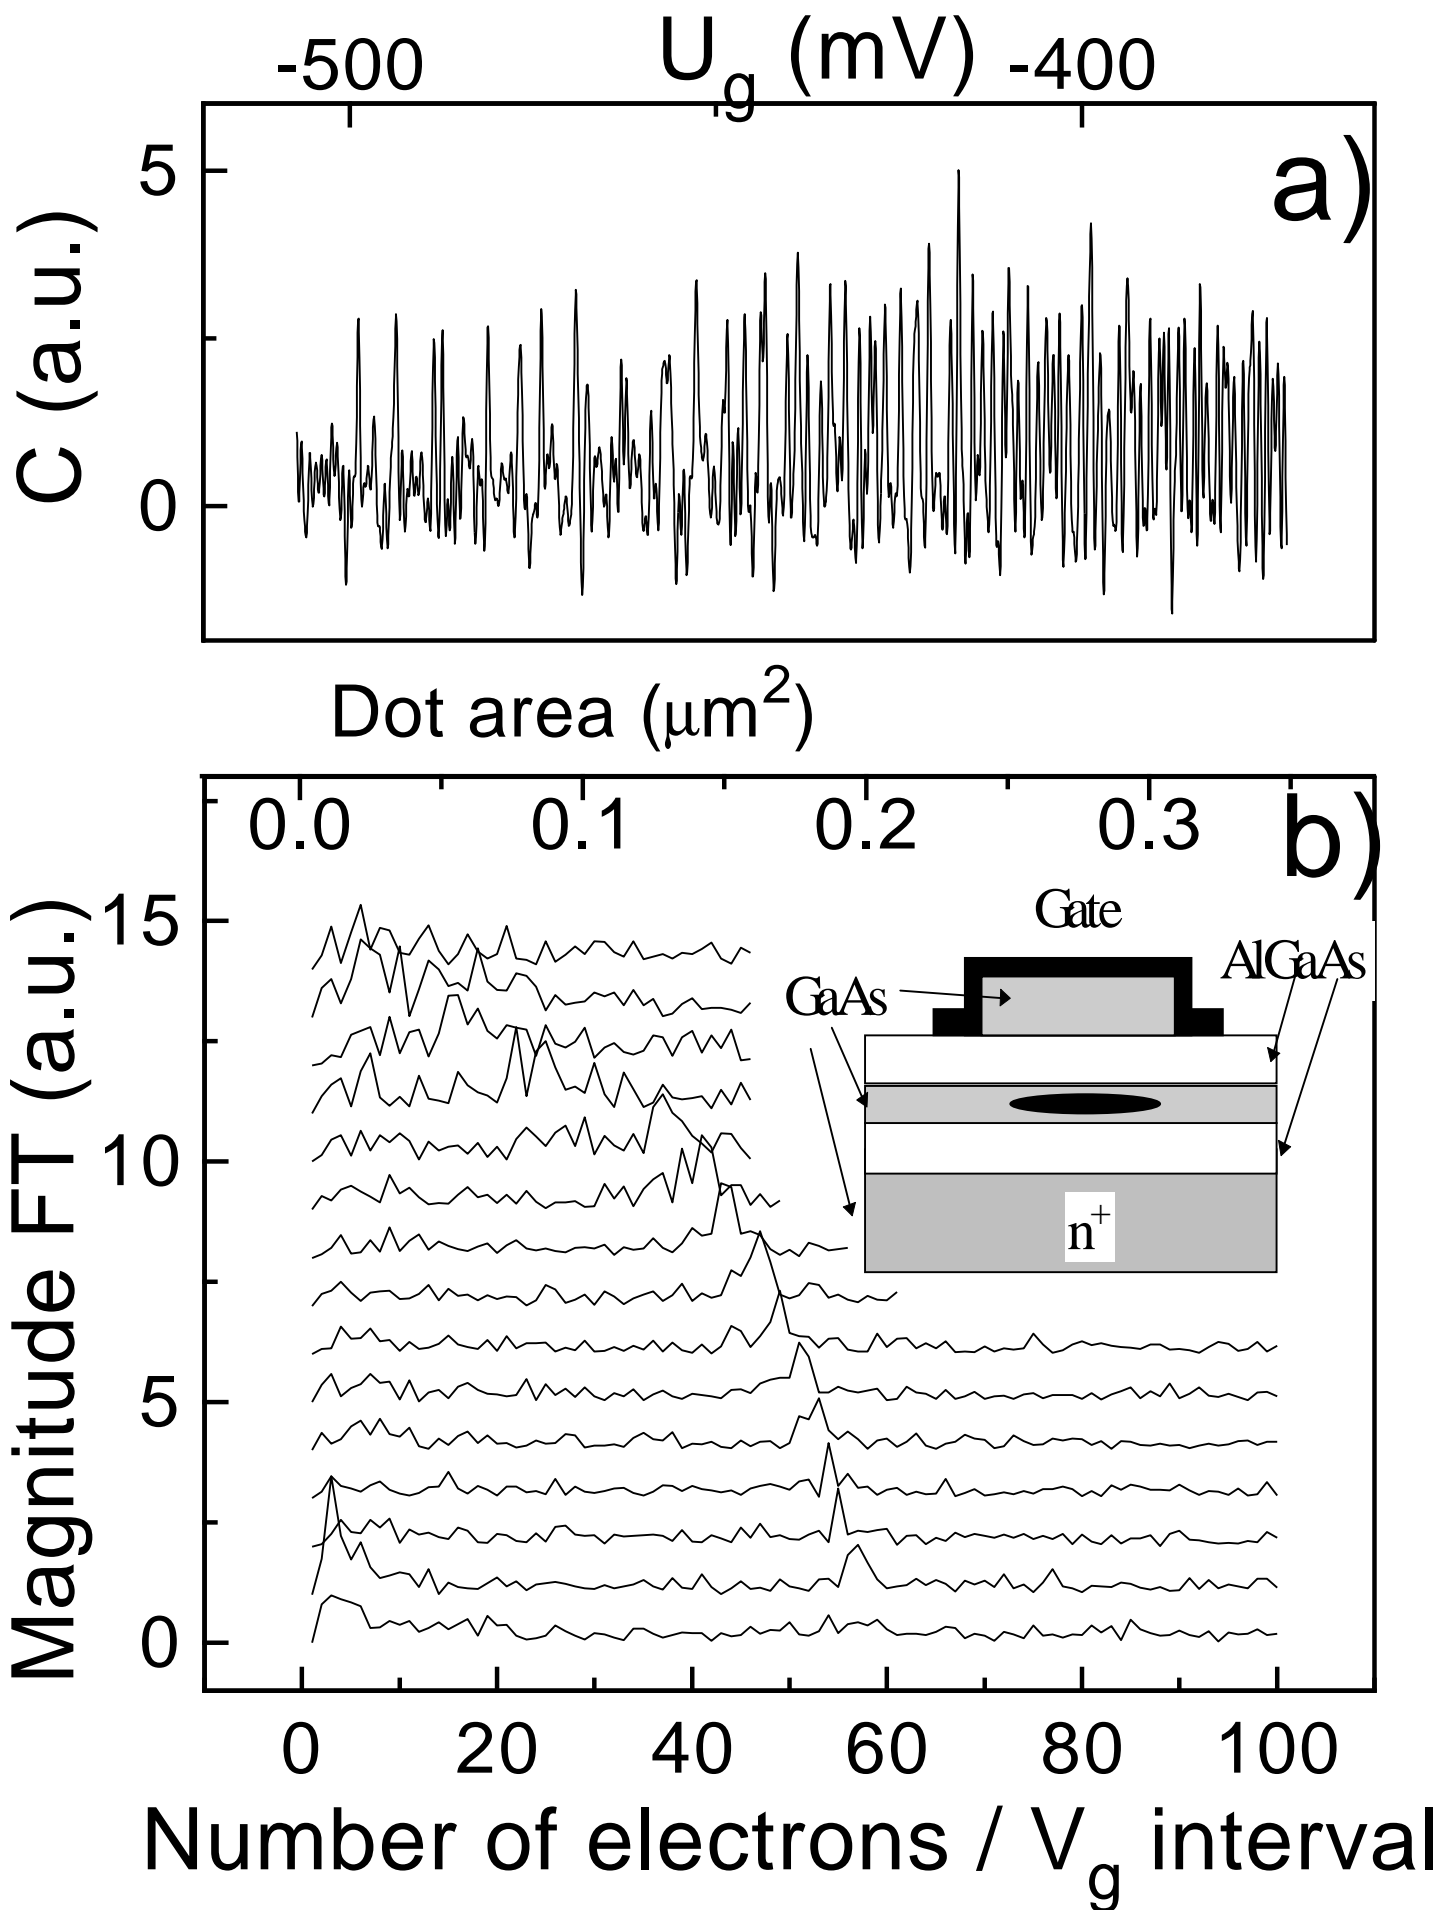 U_g (mV)
-500 -400
a)
5
0
C (a.u.)
Dot area (μm²)
0.0 0.1 0.2 0.3
b)
15
10
5
0
Magnitude FT (a.u.)
Gate
AlGaAs
GaAs
n⁺
0 20 40 60 80 100
Number of electrons / V_g interval